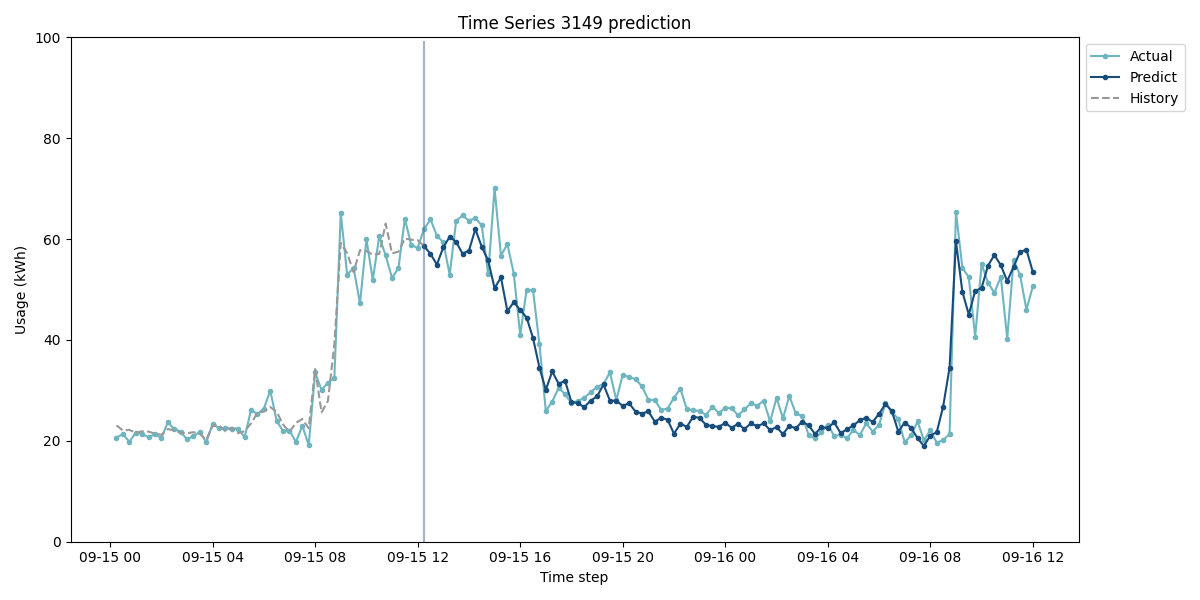 Time Series 3149 prediction
100
80
60
40
20
0
Usage (kWh)
09-15 00
09-15 04
09-15 08
09-15 12
09-15 16
09-15 20
09-16 00
09-16 04
09-16 08
09-16 12
Time step
Actual
Predict
History